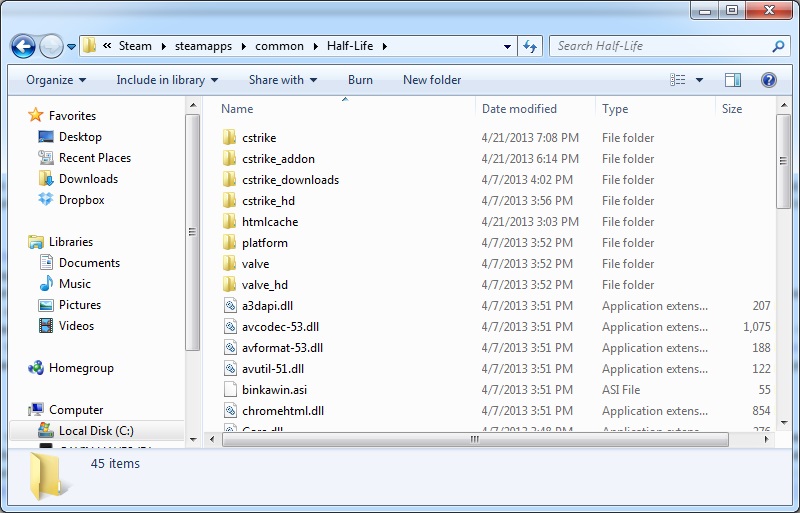 « Steam ▸ steamapps ▸ common ▸ Half-Life ▸
Search Half-Life
Organize Include in library Share with Burn New folder
Name Date modified Type Size
Favorites
Desktop
Recent Places
Downloads
Dropbox
Libraries
Documents
Music
Pictures
Videos
Homegroup
Computer
Local Disk (C:)
cstrike 4/21/2013 7:08 PM File folder
cstrike_addon 4/21/2013 6:14 PM File folder
cstrike_downloads 4/7/2013 4:02 PM File folder
cstrike_hd 4/7/2013 3:56 PM File folder
htmlcache 4/21/2013 3:03 PM File folder
platform 4/7/2013 3:52 PM File folder
valve 4/7/2013 3:52 PM File folder
valve_hd 4/7/2013 3:52 PM File folder
a3dapi.dll 4/7/2013 3:51 PM Application extens... 207
avcodec-53.dll 4/7/2013 3:51 PM Application extens... 1,075
avformat-53.dll 4/7/2013 3:51 PM Application extens... 188
avutil-51.dll 4/7/2013 3:51 PM Application extens... 122
binkawin.asi 4/7/2013 3:51 PM ASI File 55
chromehtml.dll 4/7/2013 3:51 PM Application extens... 854
45 items